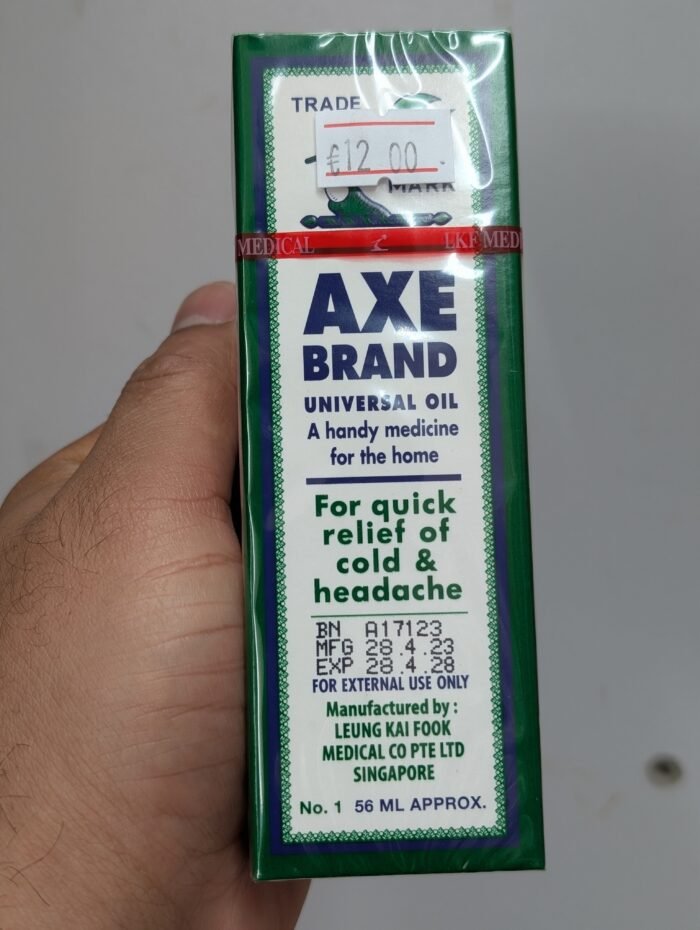 TRADE
€12 00
MARK
MEDICAL LKF MEDI
AXE
BRAND
UNIVERSAL OIL
A handy medicine
for the home
For quick
relief of
cold &
headache
BN A17123
MFG 28.4.23
EXP 28.4.28
FOR EXTERNAL USE ONLY
Manufactured by :
LEUNG KAI FOOK
MEDICAL CO PTE LTD
SINGAPORE
No. 1 56 ML APPROX.